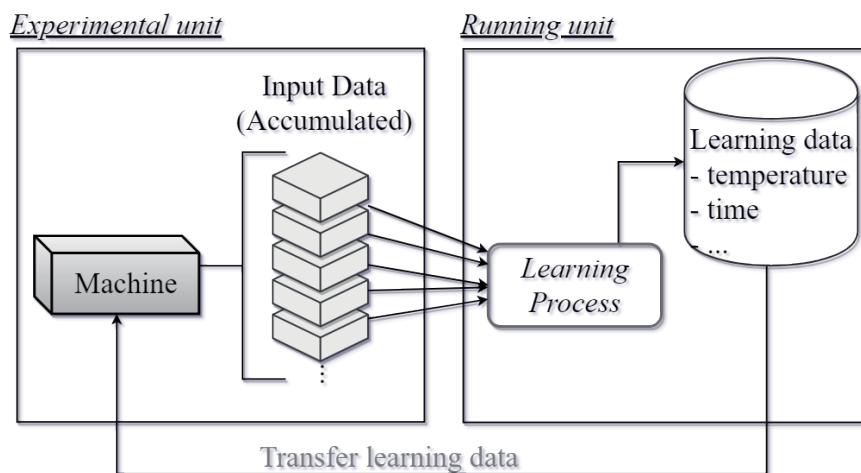 Experimental unit
Running unit
Input Data
(Accumulated)
Machine
Learning
Process
Learning data
- temperature
- time
- ...
Transfer learning data